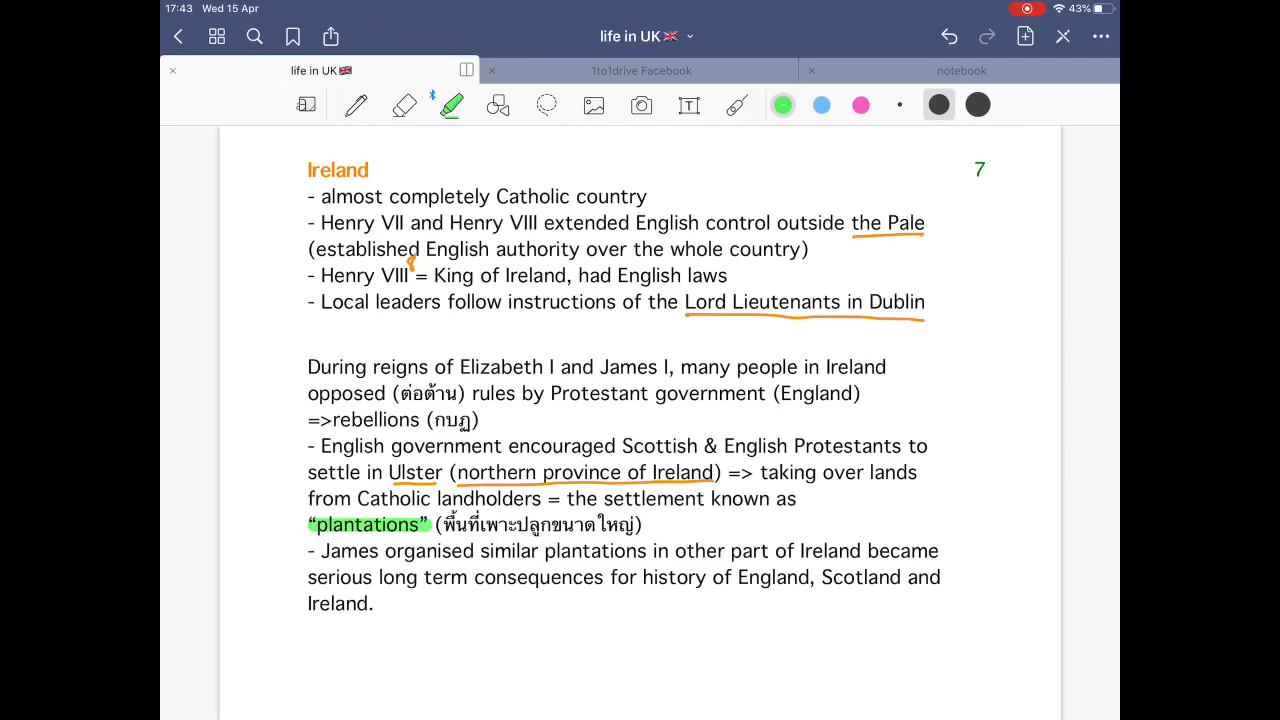 17:43 Wed 15 Apr
43%
life in UK🇬🇧
life in UK🇬🇧
1to1drive Facebook
notebook
T
Ireland
7
- almost completely Catholic country
- Henry VII and Henry VIII extended English control outside the Pale
(established English authority over the whole country)
8
- Henry VIII = King of Ireland, had English laws
- Local leaders follow instructions of the Lord Lieutenants in Dublin
During reigns of Elizabeth I and James I, many people in Ireland
opposed (ต่อต้าน) rules by Protestant government (England)
=>rebellions (กบฏ)
- English government encouraged Scottish & English Protestants to
settle in Ulster (northern province of Ireland) => taking over lands
from Catholic landholders = the settlement known as
“plantations” (พื้นที่เพาะปลูกขนาดใหญ่)
- James organised similar plantations in other part of Ireland became
serious long term consequences for history of England, Scotland and
Ireland.